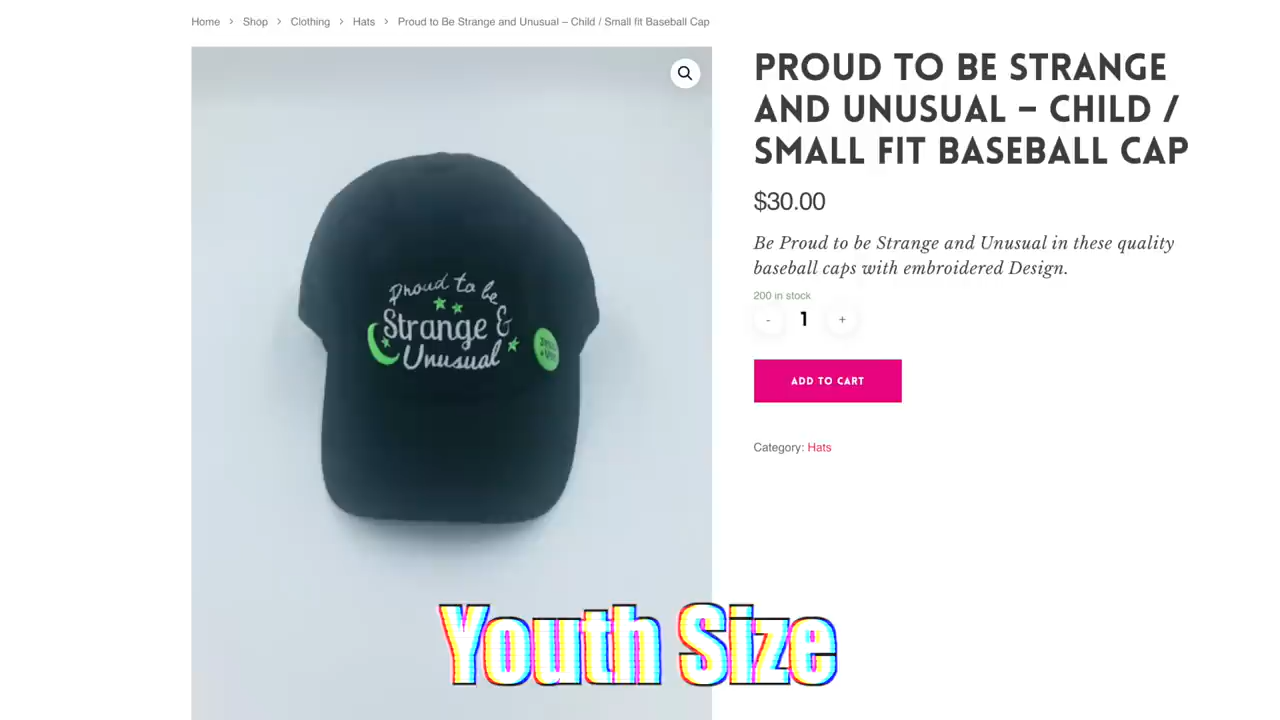 Home > Shop > Clothing > Hats > Proud to Be Strange and Unusual – Child / Small fit Baseball Cap
PROUD TO BE STRANGE
AND UNUSUAL – CHILD /
SMALL FIT BASEBALL CAP
$30.00
Be Proud to be Strange and Unusual in these quality
baseball caps with embroidered Design.
200 in stock
- 1 +
ADD TO CART
Category: Hats
Proud to be
Strange &
Unusual
Youth Size